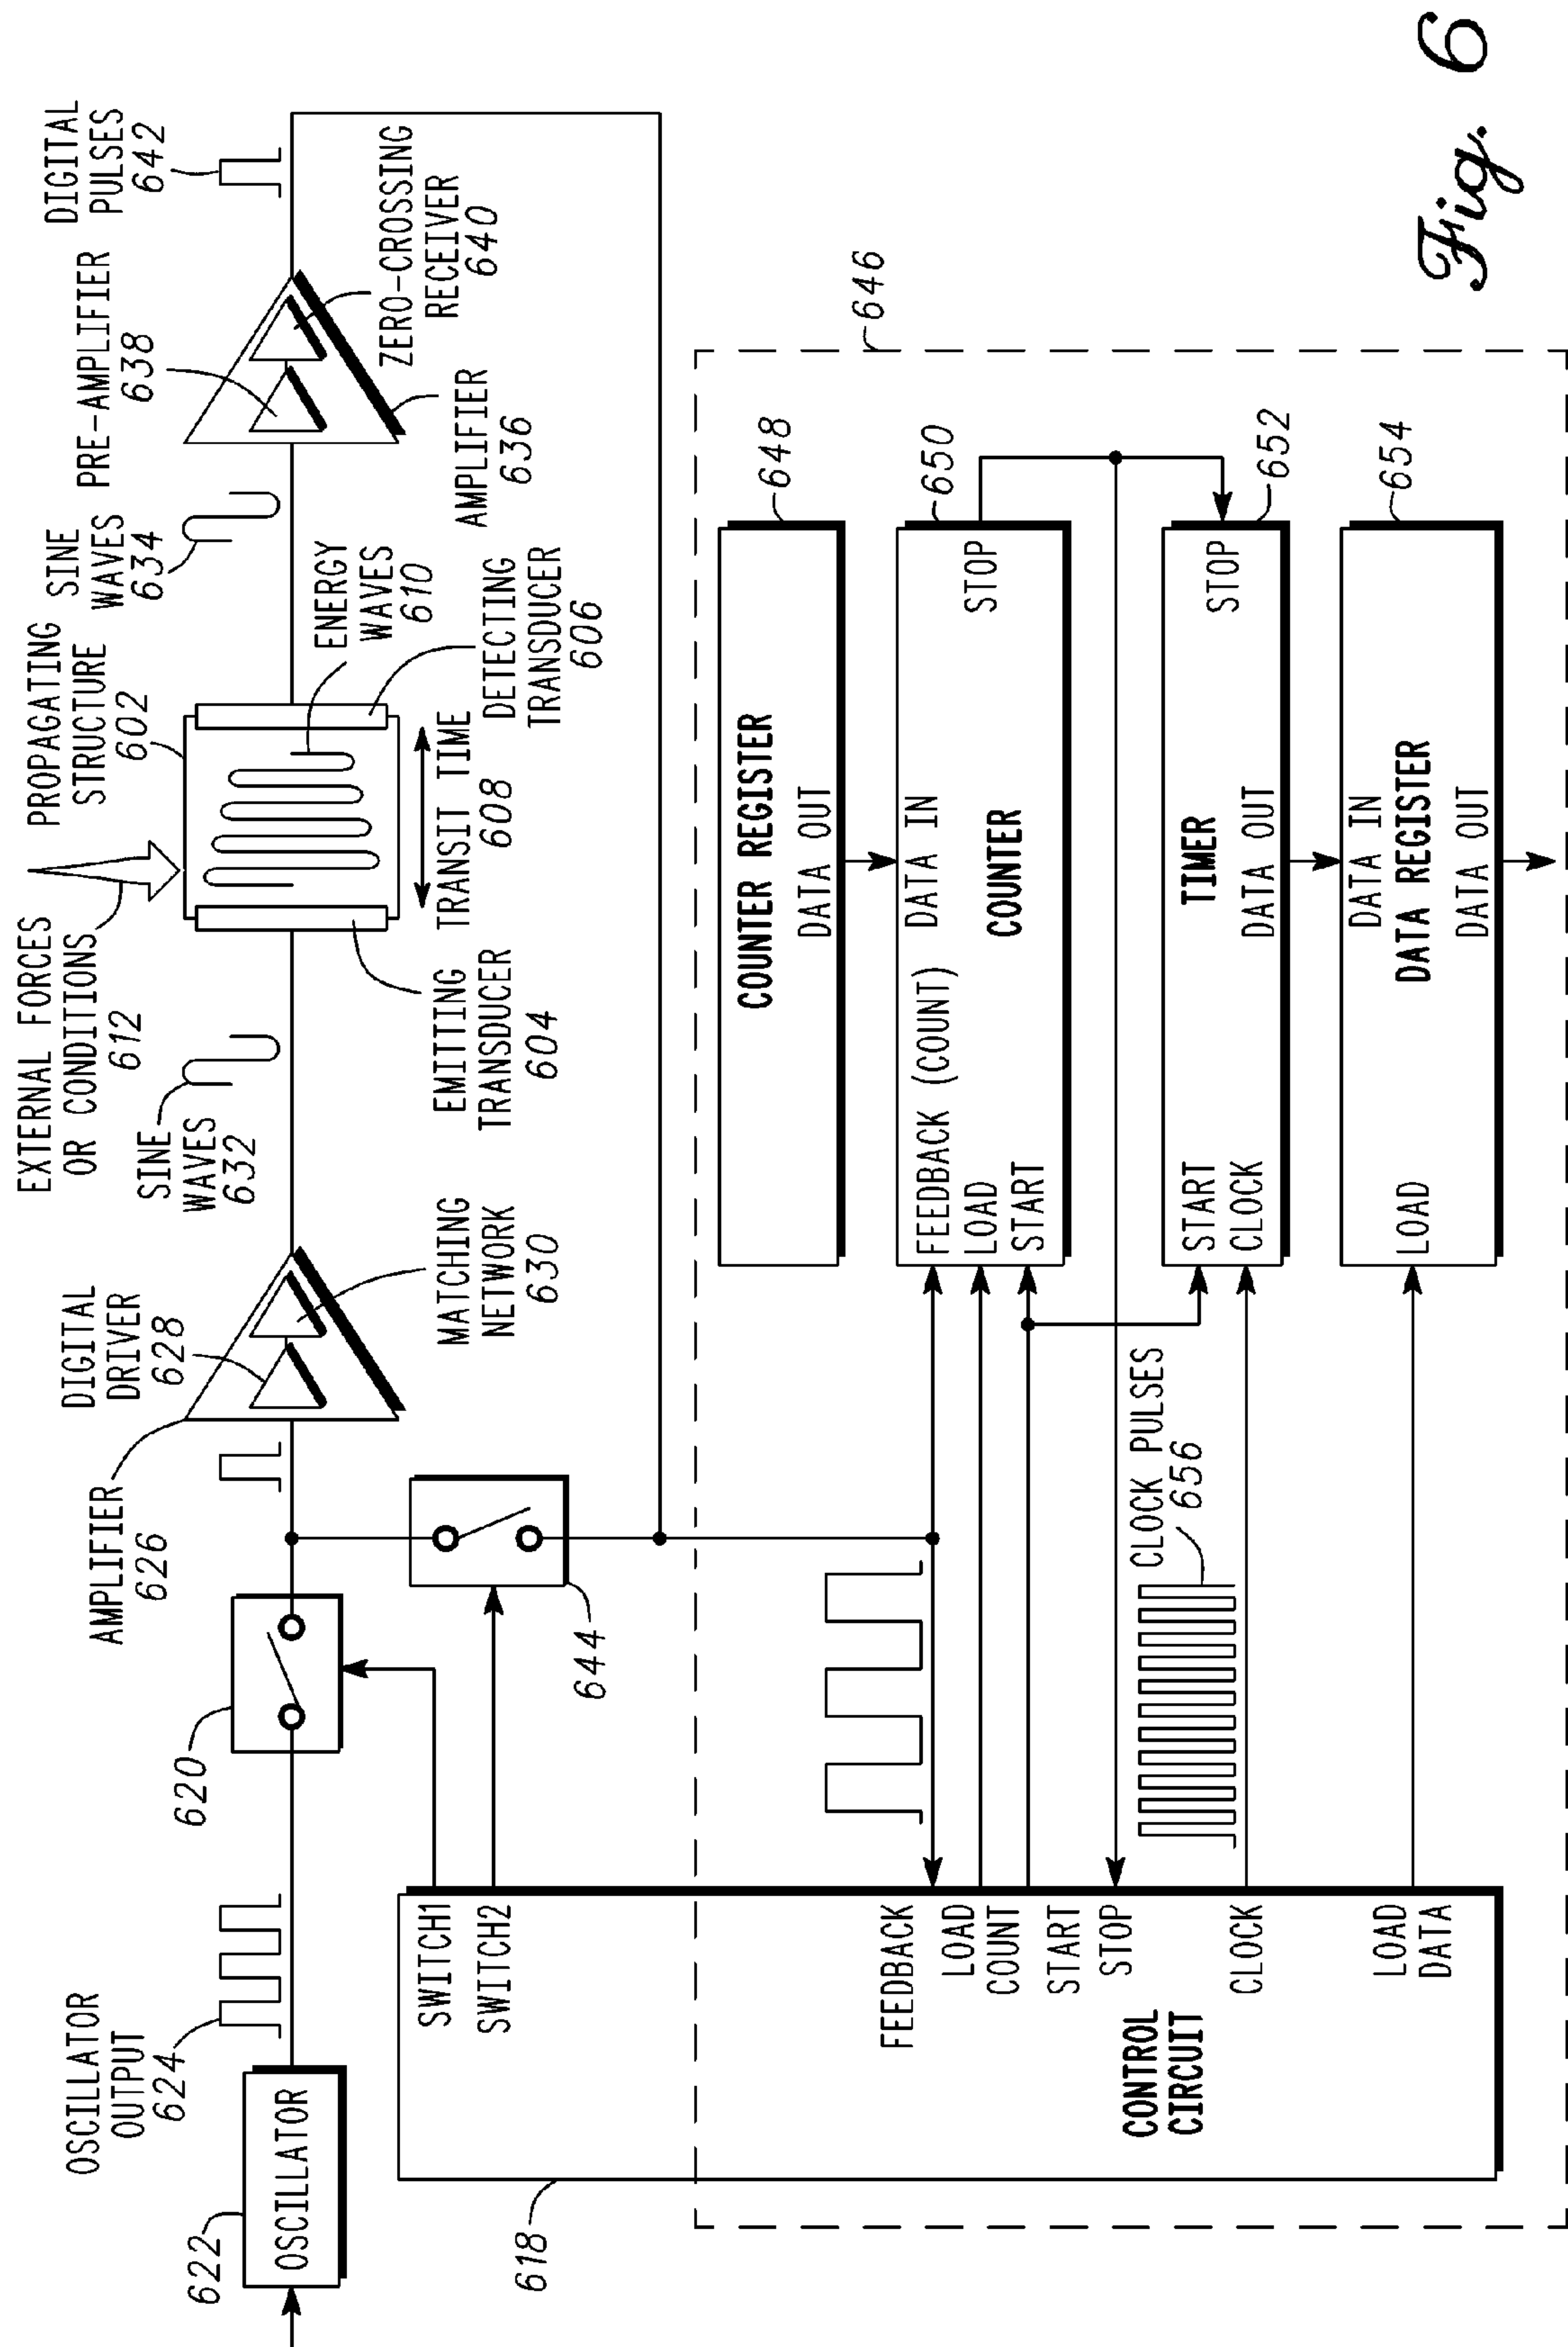 OSCILLATOR
OUTPUT
624
622
OSCILLATOR
620
AMPLIFIER
626
DIGITAL
DRIVER
628
MATCHING
NETWORK
630
SINE
WAVES
632
EXTERNAL FORCES
OR CONDITIONS
612
PROPAGATING
STRUCTURE
602
EMITTING
TRANSDUCER
604
TRANSIT TIME
608
ENERGY
WAVES
610
DETECTING
TRANSDUCER
606
SINE
WAVES
634
PRE-AMPLIFIER
638
AMPLIFIER
636
ZERO-CROSSING
RECEIVER
640
DIGITAL
PULSES
642
644
618
SWITCH1
SWITCH2
FEEDBACK
LOAD
COUNT
START
STOP
CLOCK
LOAD
DATA
CONTROL
CIRCUIT
CLOCK PULSES
656
646
COUNTER REGISTER
DATA OUT
648
FEEDBACK (COUNT)
DATA IN
LOAD
START
COUNTER
STOP
650
START
CLOCK
TIMER
DATA OUT
STOP
652
LOAD
DATA IN
DATA REGISTER
DATA OUT
654
Fig. 6